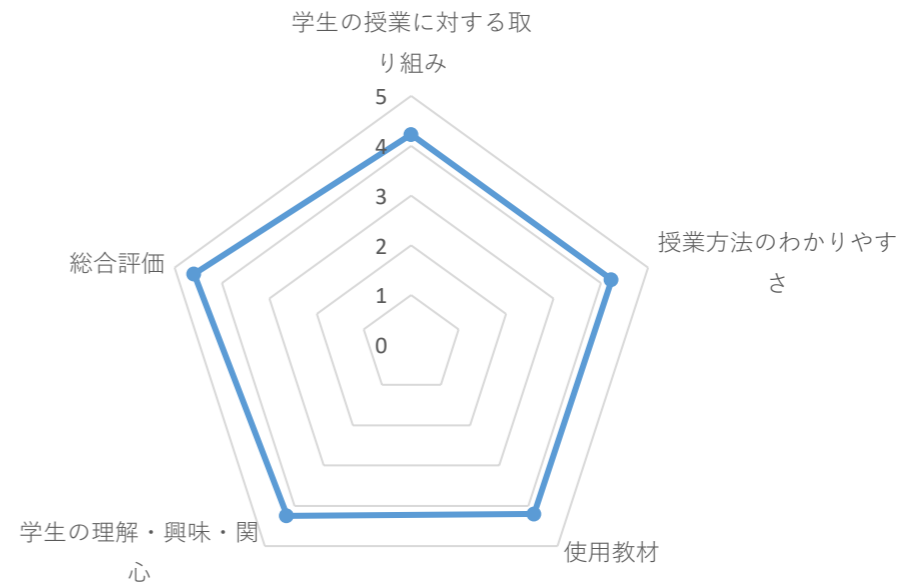 学生の授業に対する取
り組み
5
4
3
2
1
0
授業方法のわかりやす
さ
総合評価
学生の理解・興味・関
心
使用教材